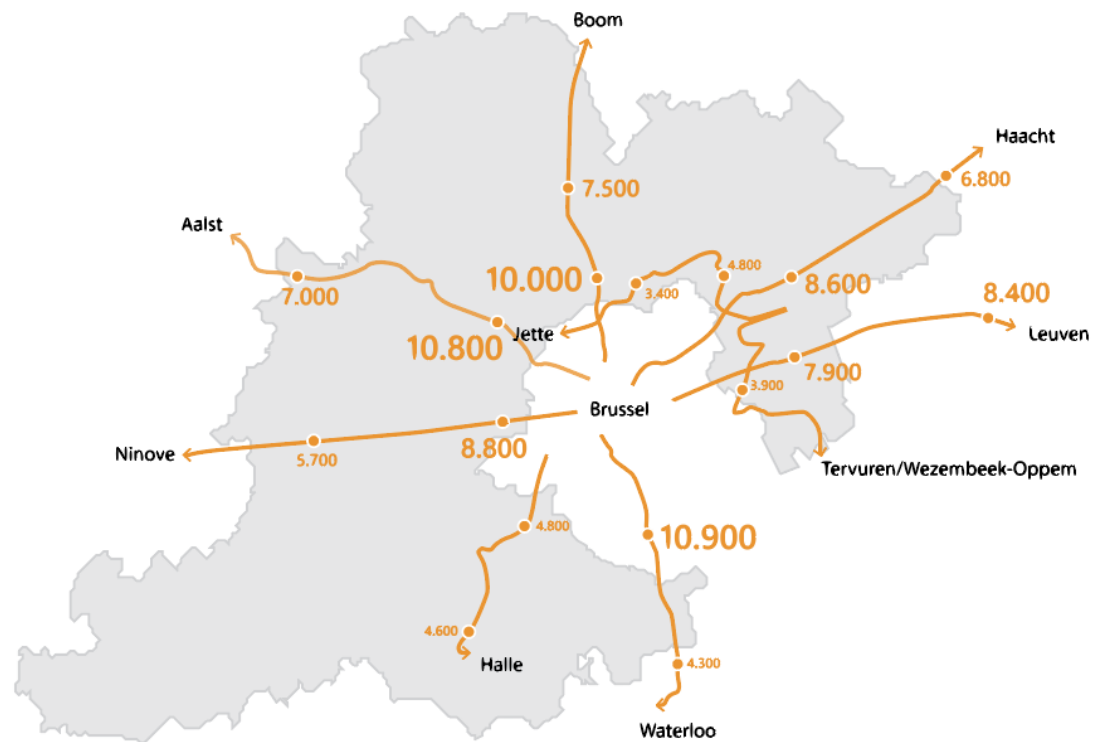 Boom
Haacht
6.800
7.500
Aalst
4.800
10.000
3.400
8.600
7.000
8.400
Jette
Leuven
10.800
7.900
3.900
Brussel
8.800
Ninove
5.700
Tervuren/Wezembeek-Oppem
4.800
10.900
4.600
Halle
4.300
Waterloo